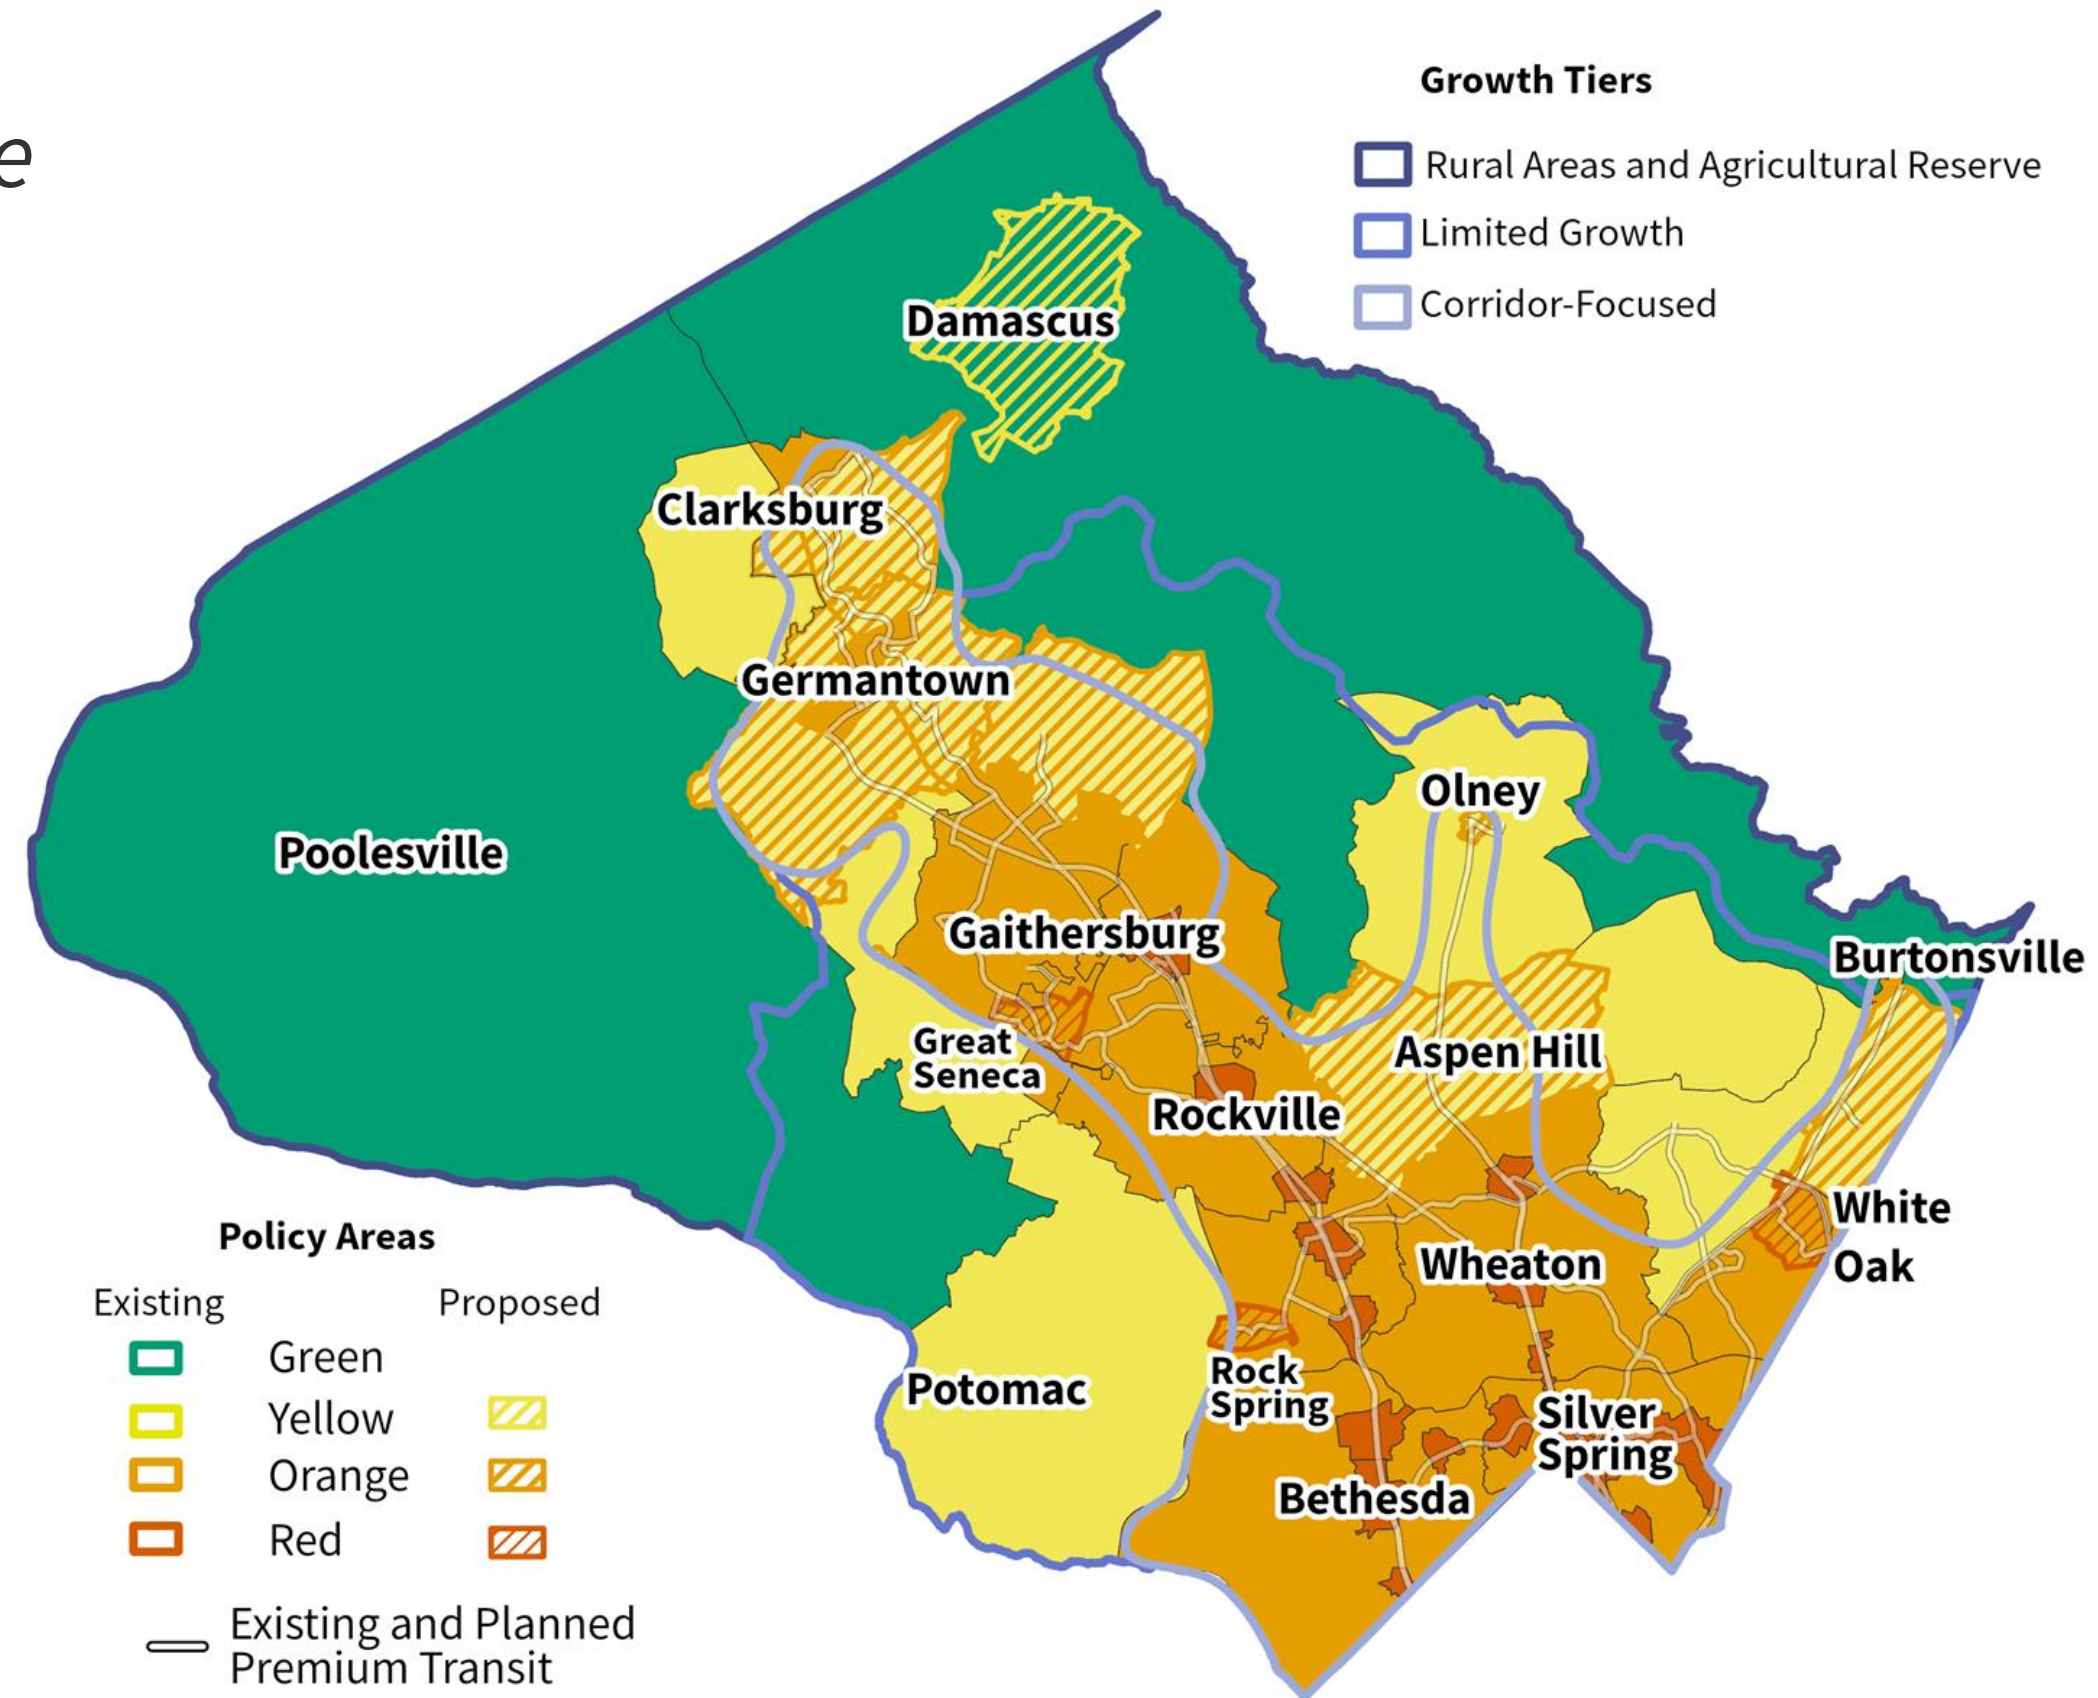 e
Growth Tiers
Rural Areas and Agricultural Reserve
Limited Growth
Corridor-Focused
Damascus
Clarksburg
Germantown
Olney
Poolesville
Gaithersburg
Burtonsville
Great
Seneca
Aspen Hill
Rockville
White
Oak
Wheaton
Potomac
Rock
Spring
Silver
Spring
Bethesda
Policy Areas
Existing Proposed
Green
Yellow
Orange
Red
Existing and Planned
Premium Transit